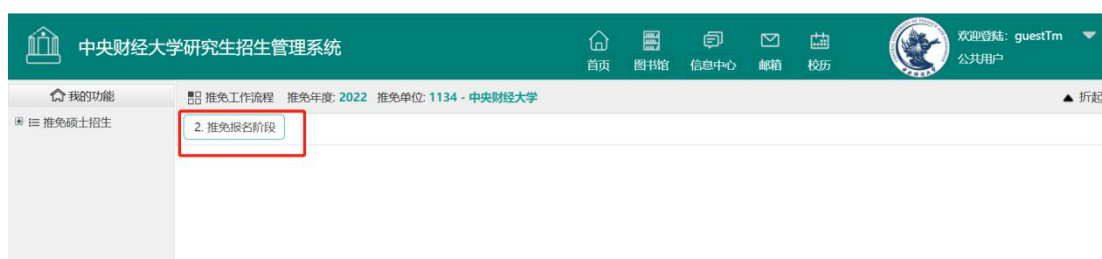 中央财经大学研究生招生管理系统
首页 图书馆 信息中心 邮箱 校历
欢迎登陆: guestTm
公共用户
我的功能
推免工作流程 推免年度: 2022 推免单位: 1134 - 中央财经大学
▲ 折起
推免硕士招生
2. 推免报名阶段